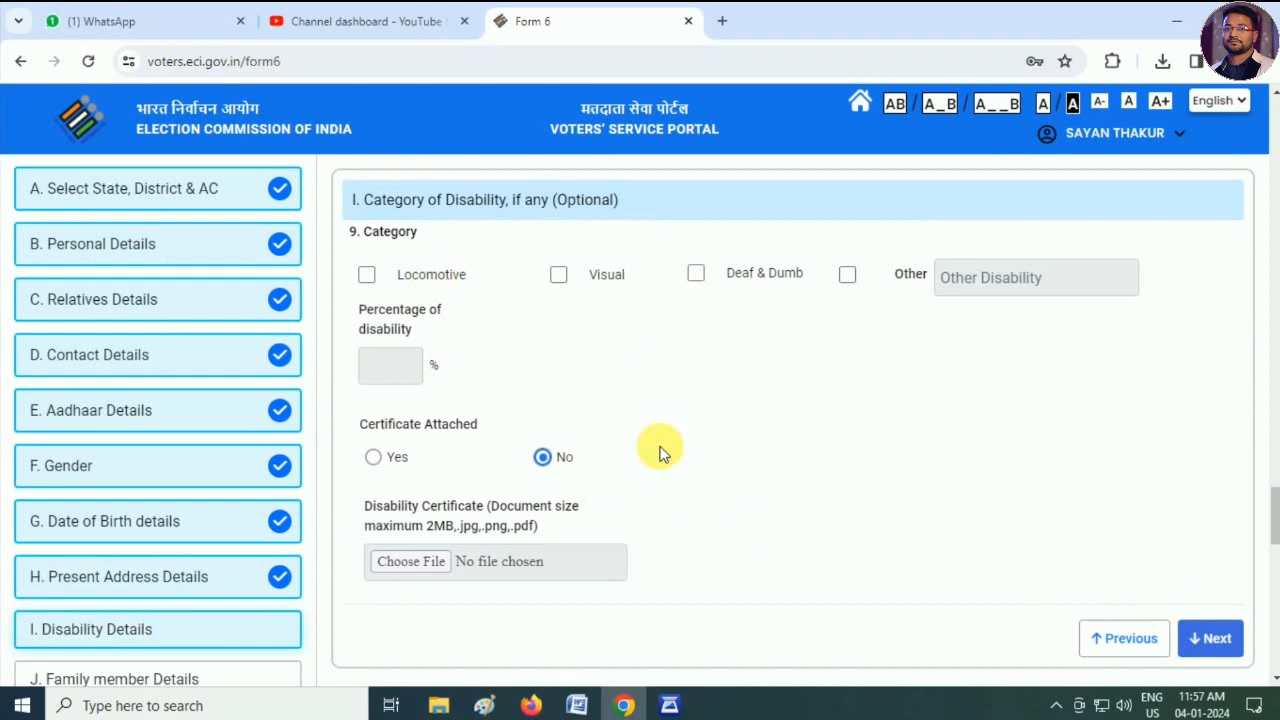 (1) WhatsApp
Channel dashboard - YouTube
Form 6
voters.eci.gov.in/form6
भारत निर्वाचन आयोग
ELECTION COMMISSION OF INDIA
मतदाता सेवा पोर्टल
VOTERS' SERVICE PORTAL
AB / A_B / A__B A / A A- A A+ English
SAYAN THAKUR
A. Select State, District & AC
B. Personal Details
C. Relatives Details
D. Contact Details
E. Aadhaar Details
F. Gender
G. Date of Birth details
H. Present Address Details
I. Disability Details
J. Family member Details
I. Category of Disability, if any (Optional)
9. Category
Locomotive Visual Deaf & Dumb Other Other Disability
Percentage of
disability
%
Certificate Attached
Yes No
Disability Certificate (Document size
maximum 2MB,.jpg,.png,.pdf)
Choose File No file chosen
Previous Next
Type here to search
ENG
US
11:57 AM
04-01-2024